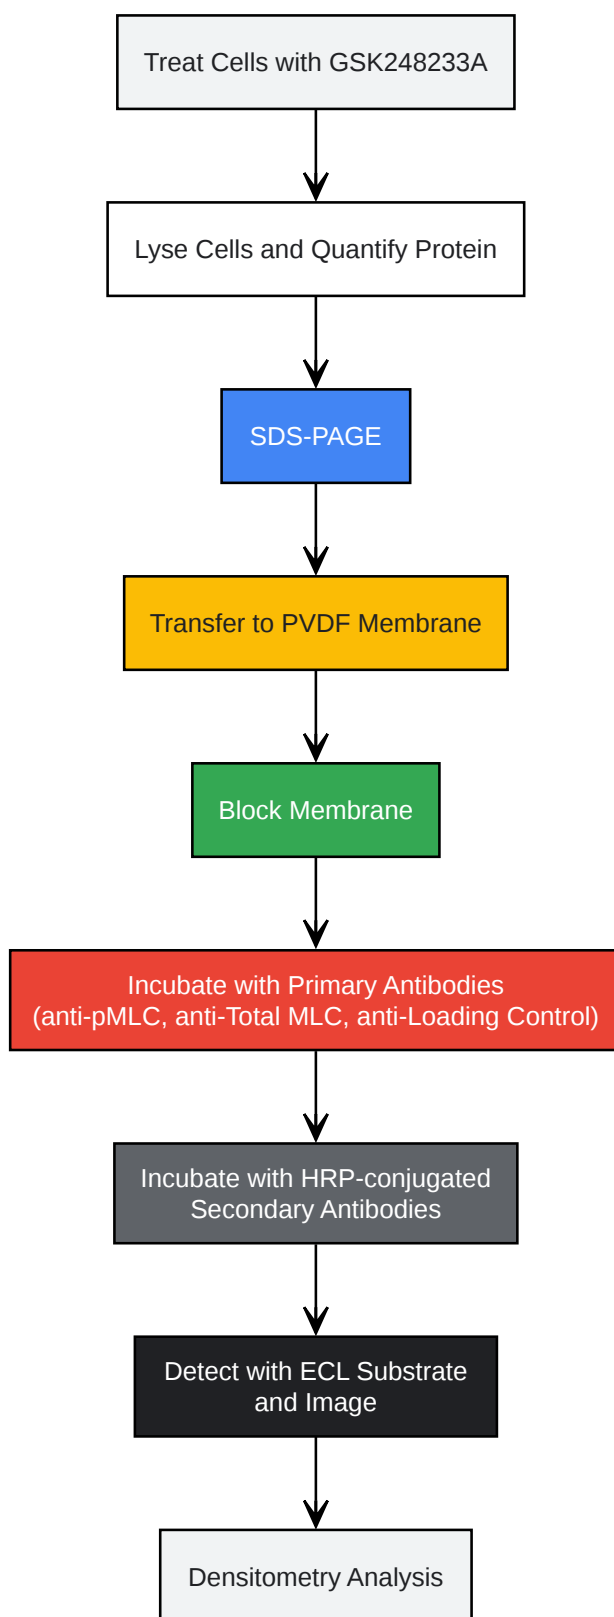 Treat Cells with GSK248233A
Lyse Cells and Quantify Protein
SDS-PAGE
Transfer to PVDF Membrane
Block Membrane
Incubate with Primary Antibodies
(anti-pMLC, anti-Total MLC, anti-Loading Control)
Incubate with HRP-conjugated
Secondary Antibodies
Detect with ECL Substrate
and Image
Densitometry Analysis